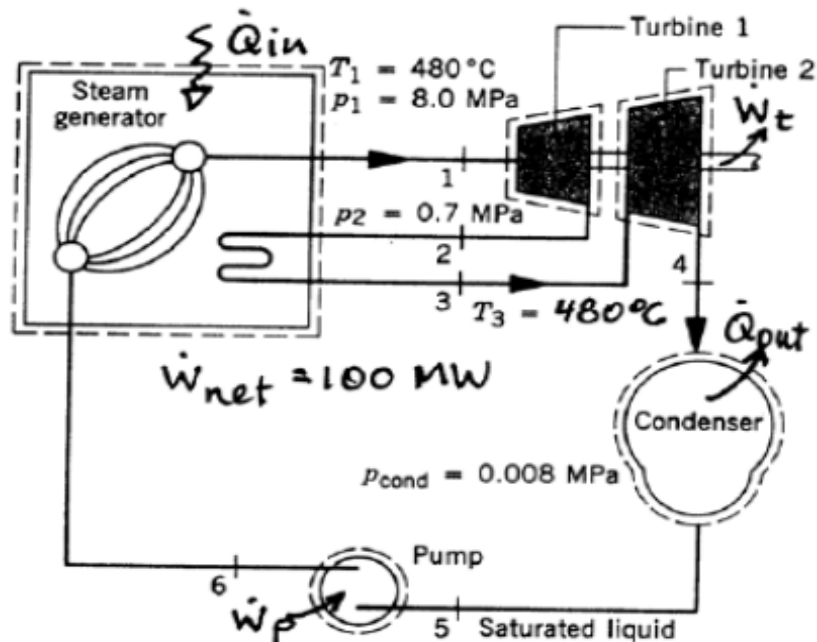 Q̇in
Turbine 1
T1 = 480°C
Turbine 2
Steam
generator
p1 = 8.0 MPa
Ẇt
1
p2 = 0.7 MPa
2
4
3
T3 = 480°C
Q̇out
Ẇnet = 100 MW
Condenser
pcond = 0.008 MPa
Pump
6
Ẇp
5
Saturated liquid